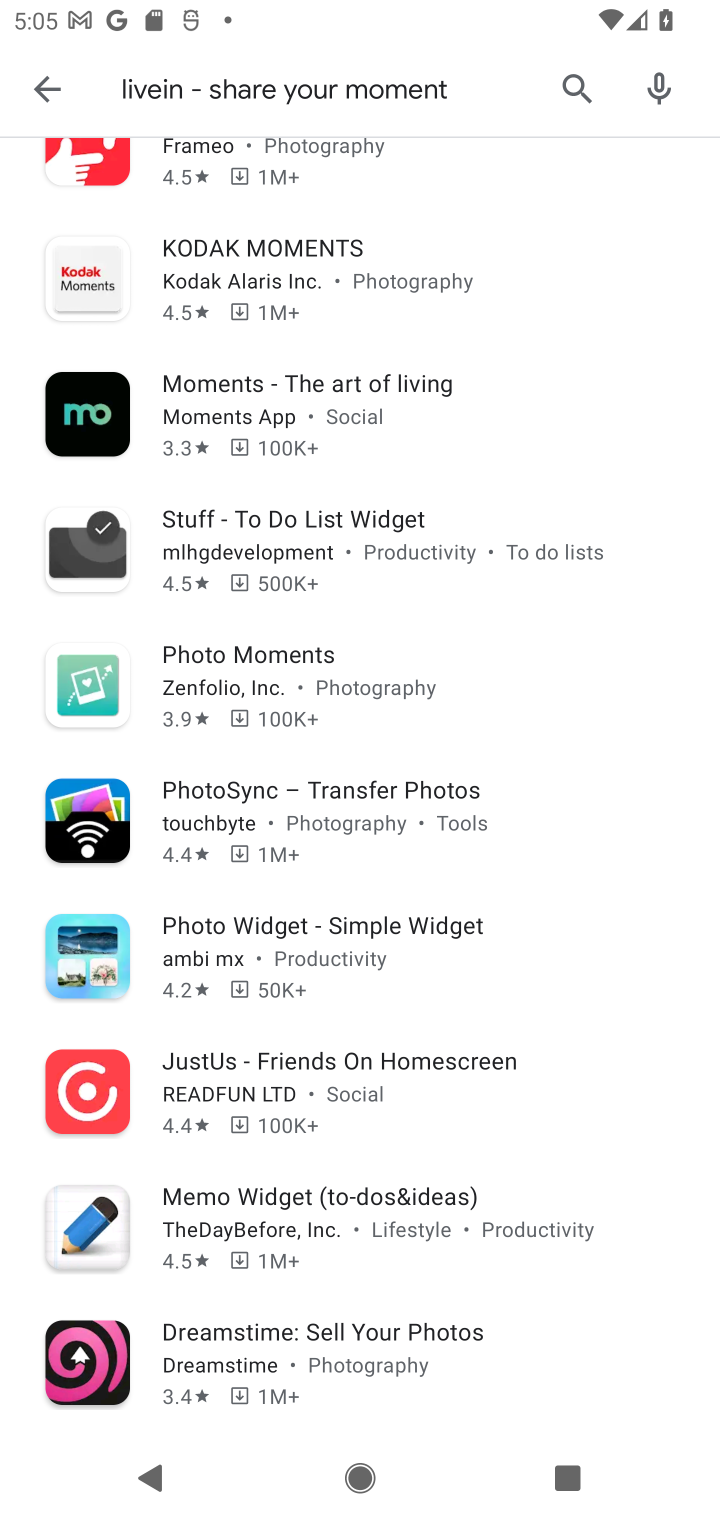 5:05
livein - share your moment
Frameo • Photography
4.5★ 1M+
Kodak Moments
KODAK MOMENTS
Kodak Alaris Inc. • Photography
4.5★ 1M+
mo
Moments - The art of living
Moments App • Social
3.3★ 100K+
Stuff - To Do List Widget
mlhgdevelopment • Productivity • To do lists
4.5★ 500K+
Photo Moments
Zenfolio, Inc. • Photography
3.9★ 100K+
PhotoSync – Transfer Photos
touchbyte • Photography • Tools
4.4★ 1M+
Photo Widget - Simple Widget
ambi mx • Productivity
4.2★ 50K+
JustUs - Friends On Homescreen
READFUN LTD • Social
4.4★ 100K+
Memo Widget (to-dos&ideas)
TheDayBefore, Inc. • Lifestyle • Productivity
4.5★ 1M+
Dreamstime: Sell Your Photos
Dreamstime • Photography
3.4★ 1M+